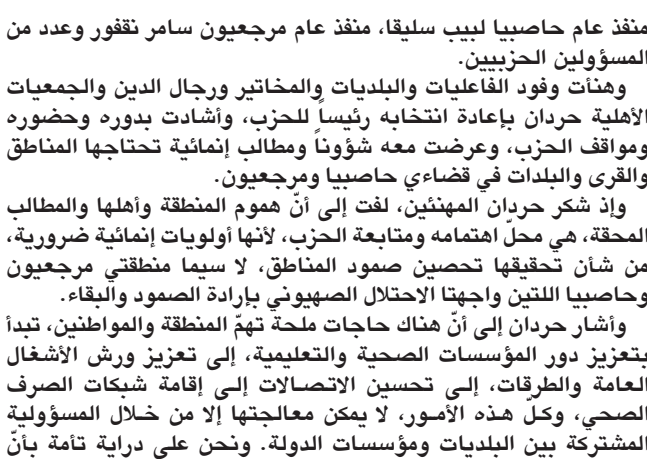 منفذ عام حاصبيا لبيب سليقا، منفذ عام مرجعيون سامر نقفور وعدد من
المسؤولين الحزبيين.
وهنأت وفود الفاعليات والبلديات والمخاتير ورجال الدين والجمعيات
الأهلية حردان بإعادة انتخابه رئيساً للحزب، وأشادت بدوره وحضوره
ومواقف الحزب، وعرضت معه شؤوناً ومطالب إنمائية تحتاجها المناطق
والقرى والبلدات في قضاءي حاصبيا ومرجعيون.
وإذ شكر حردان المهنئين، لفت إلى أنّ هموم المنطقة وأهلها والمطالب
المحقة، هي محلّ اهتمامه ومتابعة الحزب، لأنها أولويات إنمائية ضرورية،
من شأن تحقيقها تحصين صمود المناطق، لا سيما منطقتي مرجعيون
وحاصبيا اللتين واجهتا الاحتلال الصهيوني بإرادة الصمود والبقاء.
وأشار حردان إلى أنّ هناك حاجات ملحة تهمّ المنطقة والمواطنين، تبدأ
بتعزيز دور المؤسسات الصحية والتعليمية، إلى تعزيز ورش الأشغال
العامة والطرقات، إلى تحسين الاتصالات إلى إقامة شبكات الصرف
الصحي، وكلّ هذه الأمور، لا يمكن معالجتها إلا من خلال المسؤولية
المشتركة بين البلديات ومؤسسات الدولة. ونحن على دراية تامة بأنّ